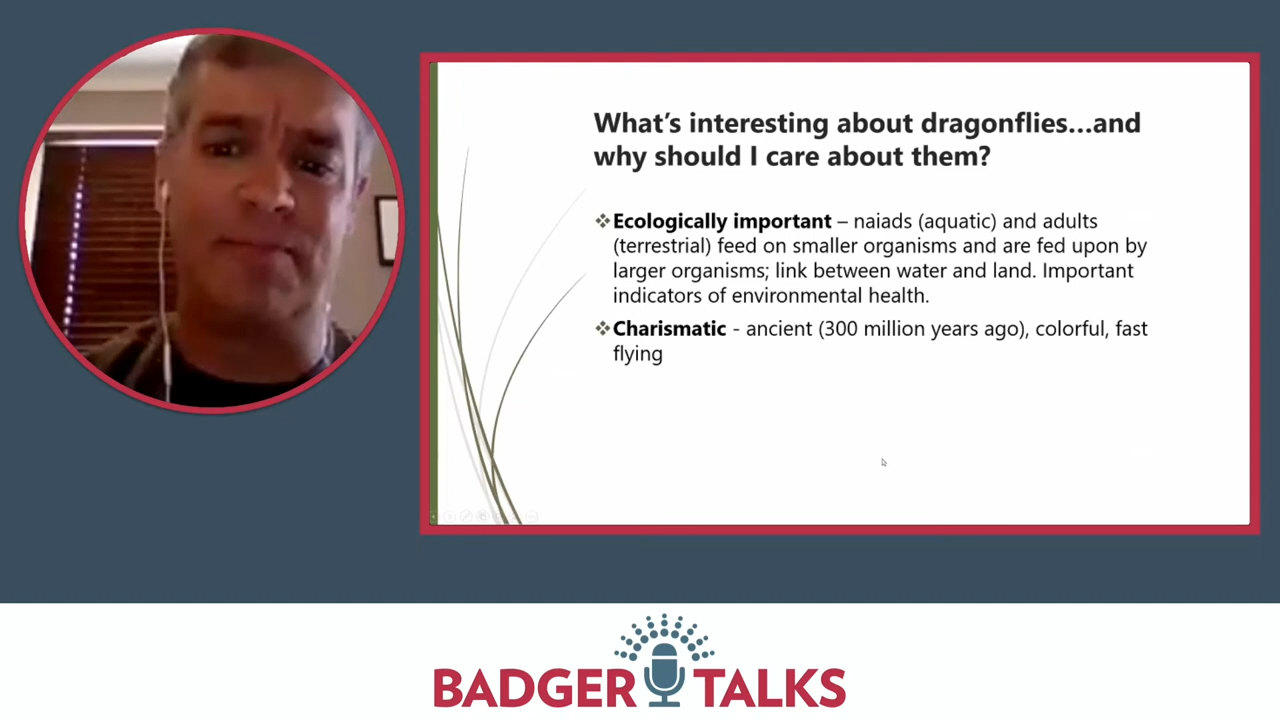 What's interesting about dragonflies...and
why should I care about them?
❖Ecologically important – naiads (aquatic) and adults
(terrestrial) feed on smaller organisms and are fed upon by
larger organisms; link between water and land. Important
indicators of environmental health.
❖Charismatic - ancient (300 million years ago), colorful, fast
flying
BADGER TALKS